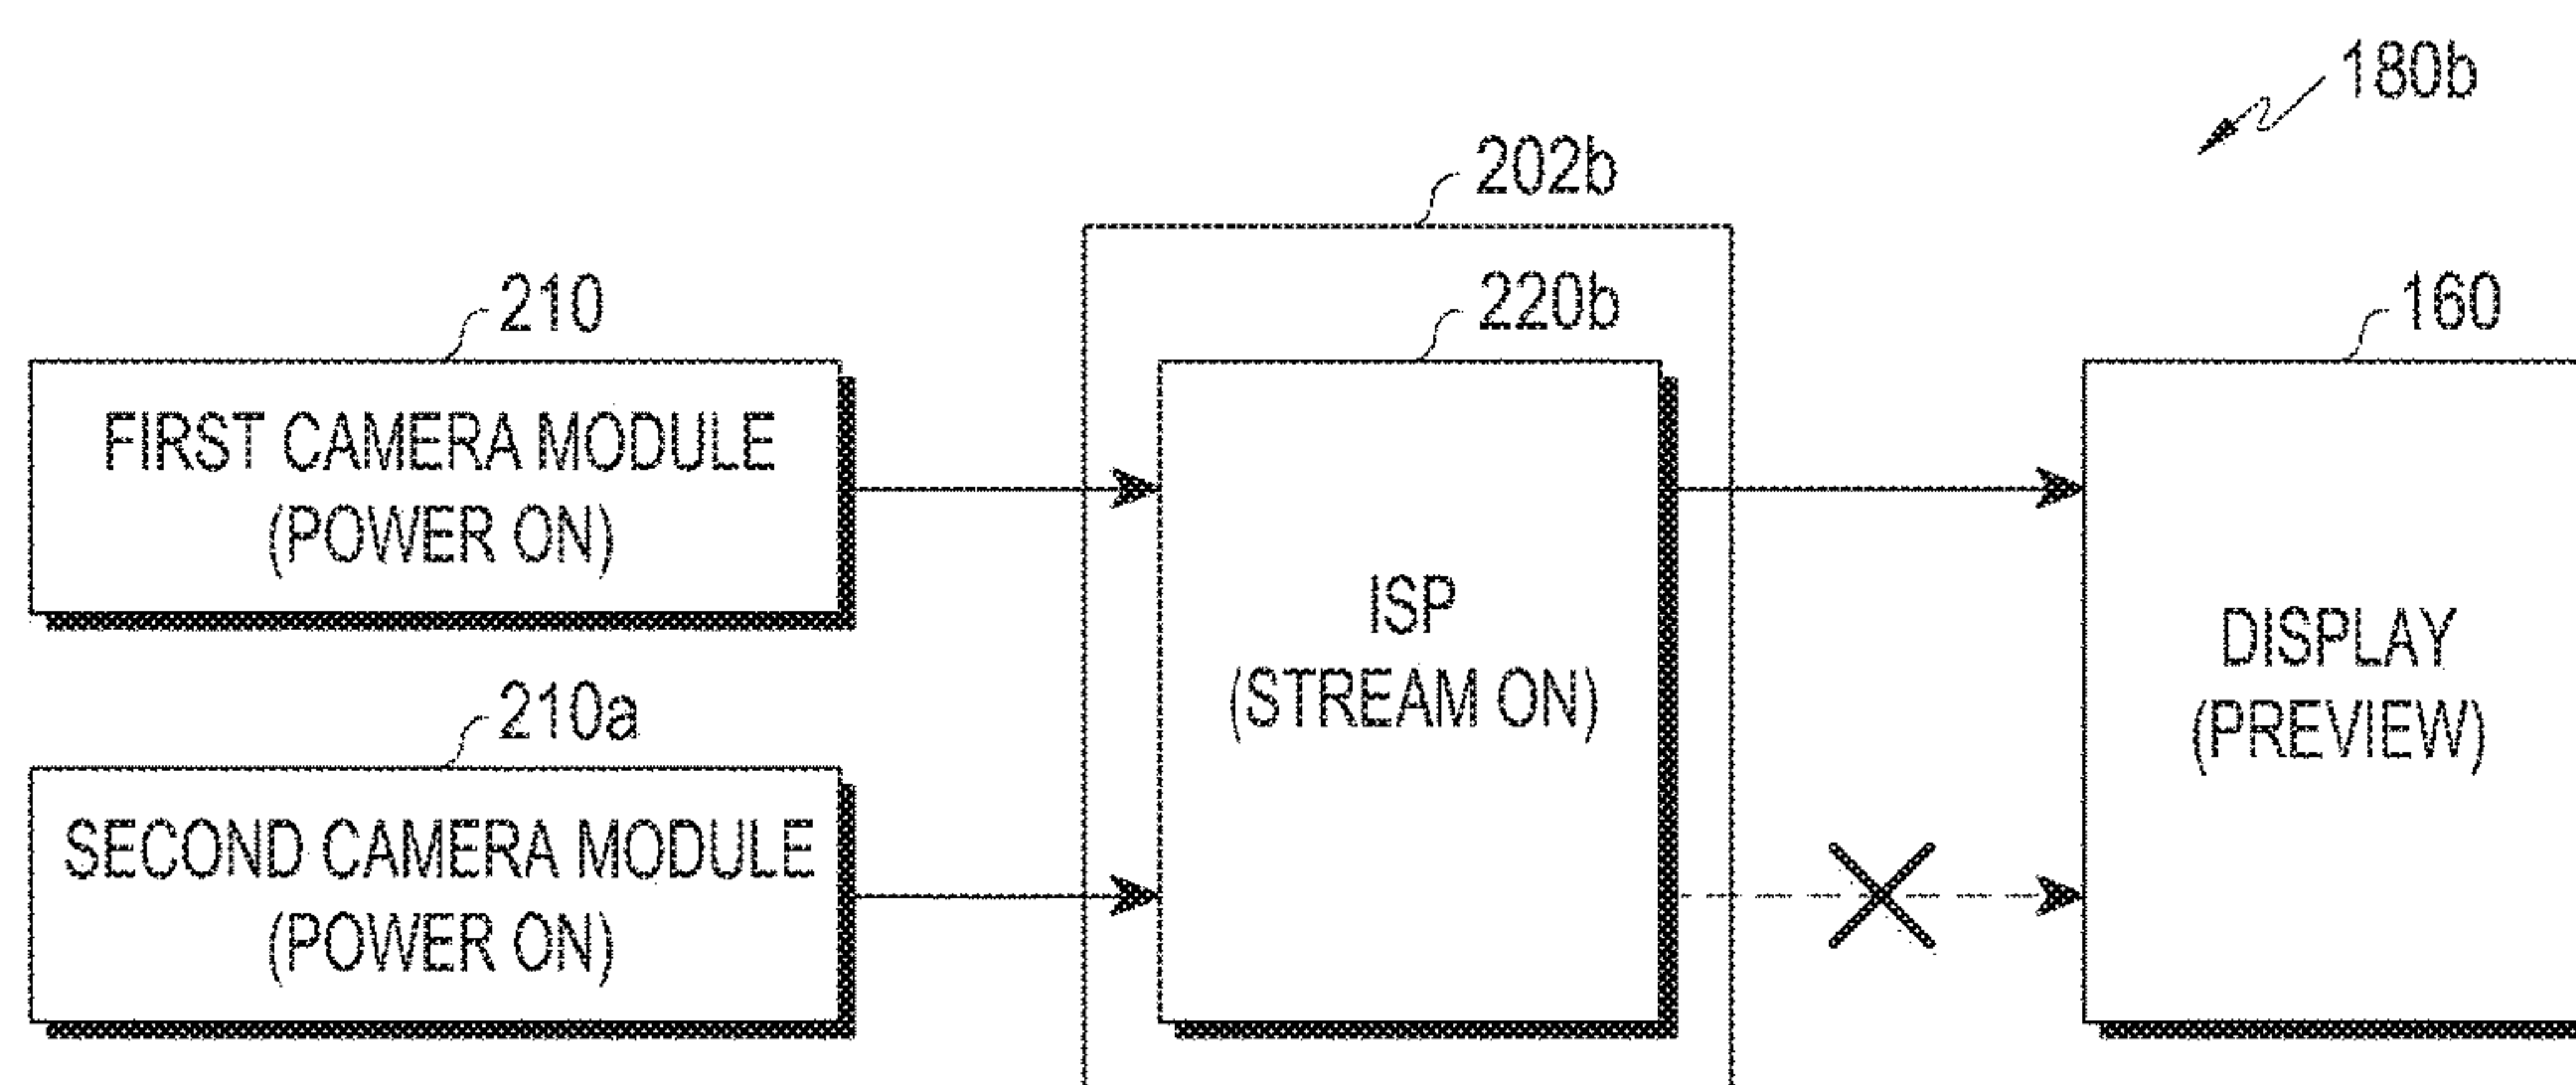 180b
202b
210
220b
160
FIRST CAMERA MODULE
(POWER ON)
ISP
(STREAM ON)
DISPLAY
(PREVIEW)
210a
SECOND CAMERA MODULE
(POWER ON)